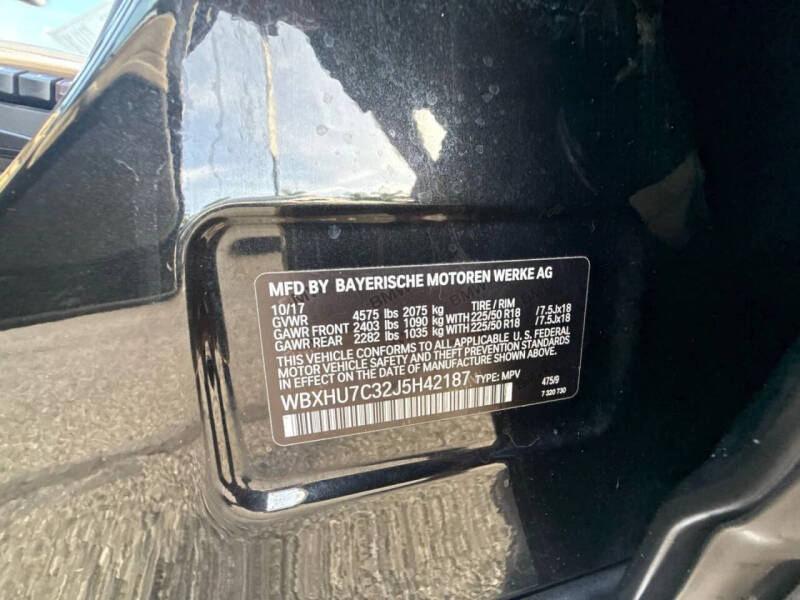 MFD BY BAYERISCHE MOTOREN WERKE AG
10/17 TIRE / RIM
GVWR 4575 lbs 2075 kg
GAWR FRONT 2403 lbs 1090 kg WITH 225/50 R18 /7.5Jx18
GAWR REAR 2282 lbs 1035 kg WITH 225/50 R18 /7.5Jx18
THIS VEHICLE CONFORMS TO ALL APPLICABLE U. S. FEDERAL
MOTOR VEHICLE SAFETY AND THEFT PREVENTION STANDARDS
IN EFFECT ON THE DATE OF MANUFACTURE SHOWN ABOVE.
WBXHU7C32J5H42187 TYPE: MPV 475/9
7 320 730